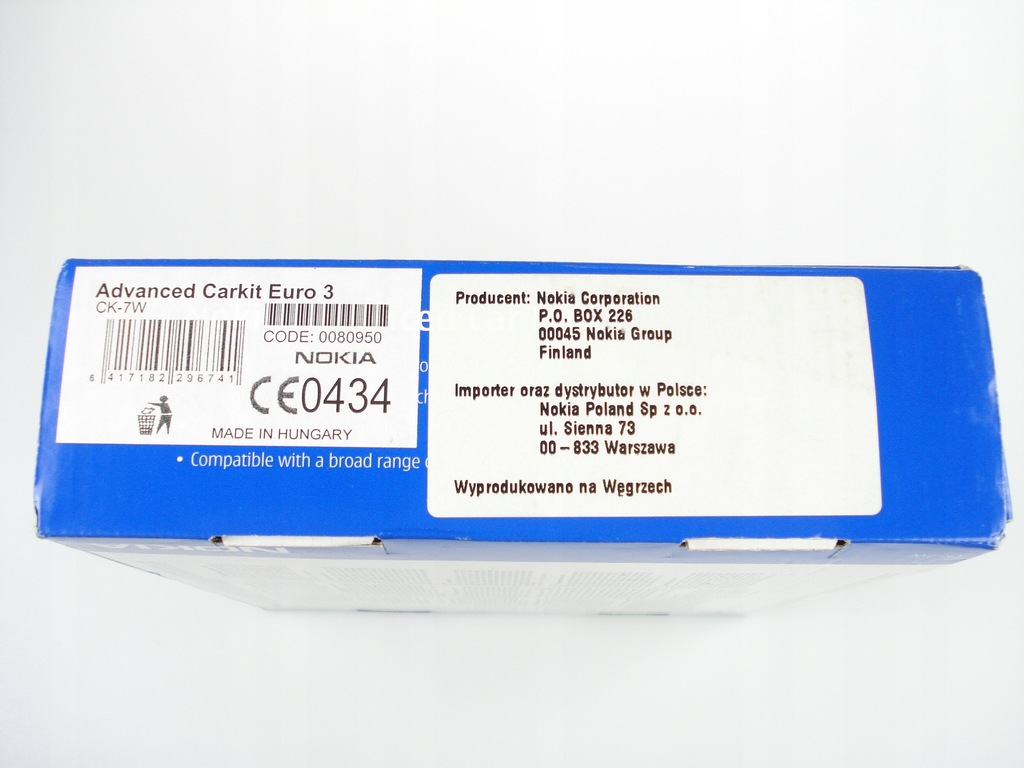 Advanced Carkit Euro 3
CK-7W
CODE: 0080950
NOKIA
6 417182 296741
CE0434
MADE IN HUNGARY
• Compatible with a broad range
Producent: Nokia Corporation
P.O. BOX 226
00045 Nokia Group
Finland
Importer oraz dystrybutor w Polsce:
Nokia Poland Sp z o.o.
ul. Sienna 73
00-833 Warszawa
Wyprodukowano na Węgrzech
NOKIA